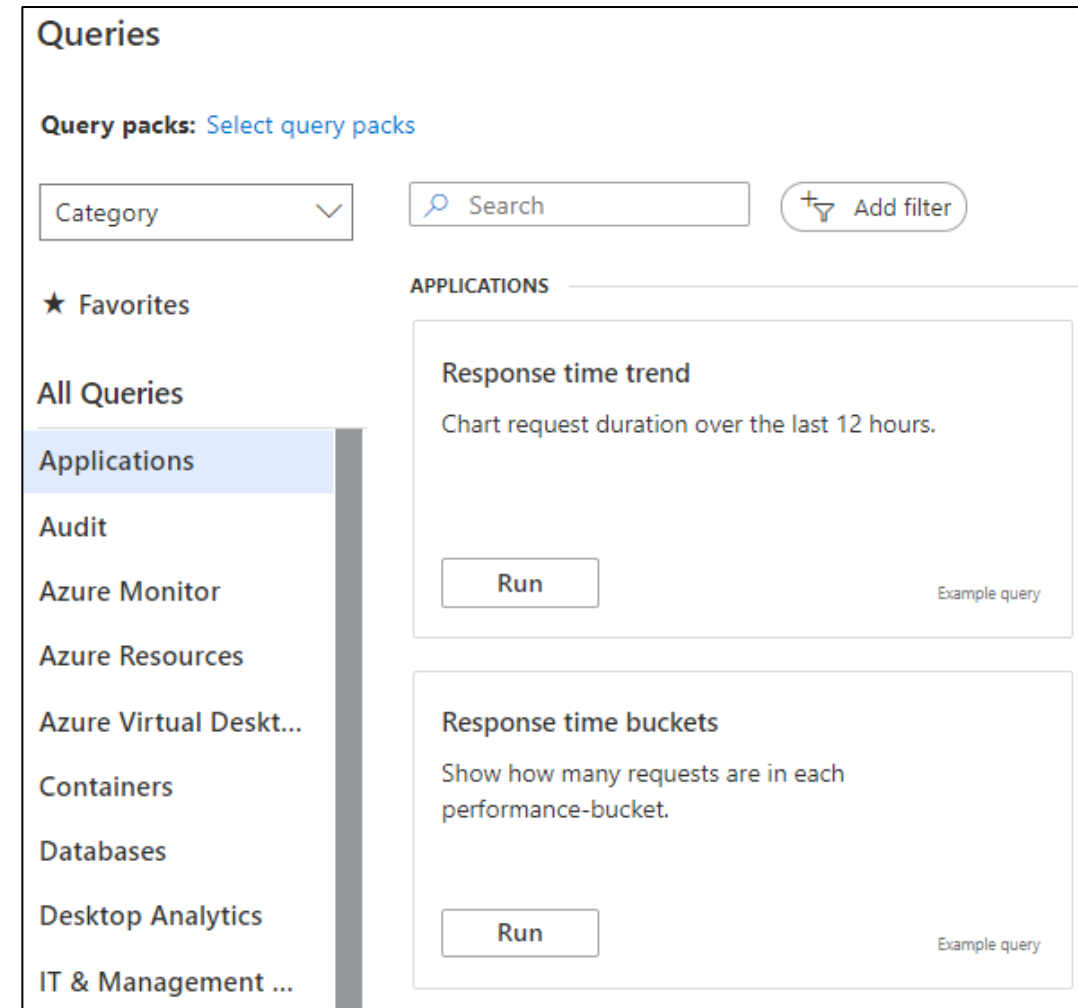 Queries
Query packs: Select query packs
Category
Search
Add filter
★ Favorites
All Queries
Applications
Audit
Azure Monitor
Azure Resources
Azure Virtual Deskt...
Containers
Databases
Desktop Analytics
IT & Management ...
APPLICATIONS
Response time trend
Chart request duration over the last 12 hours.
Run
Example query
Response time buckets
Show how many requests are in each
performance-bucket.
Run
Example query